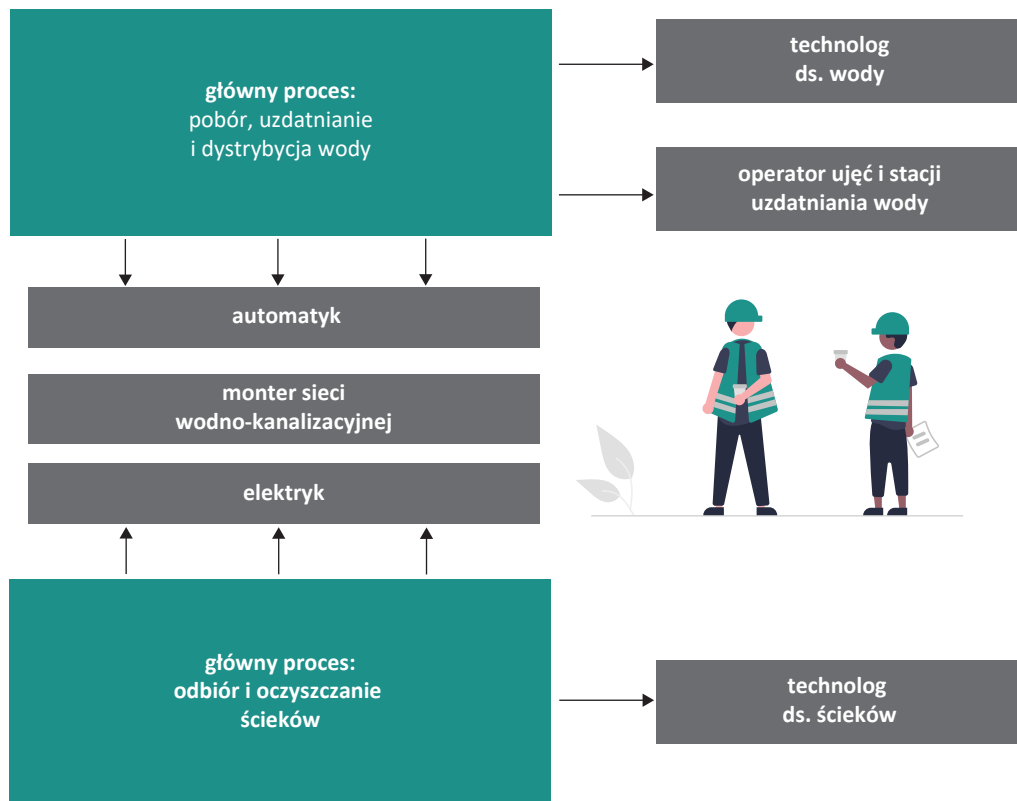 główny proces:
pobór, uzdatnianie
i dystrybycja wody
technolog
ds. wody
operator ujęć i stacji
uzdatniania wody
automatyk
monter sieci
wodno-kanalizacyjnej
elektryk
główny proces:
odbiór i oczyszczanie
ścieków
technolog
ds. ścieków